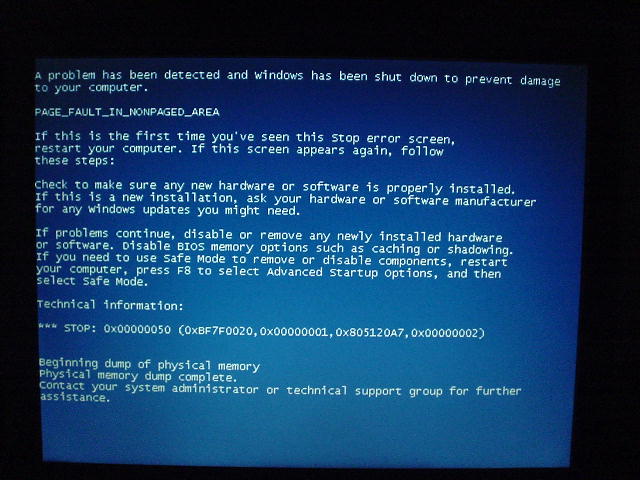 A problem has been detected and Windows has been shut down to prevent damage
to your computer.
PAGE_FAULT_IN_NONPAGED_AREA
If this is the first time you've seen this Stop error screen,
restart your computer. If this screen appears again, follow
these steps:
Check to make sure any new hardware or software is properly installed.
If this is a new installation, ask your hardware or software manufacturer
for any Windows updates you might need.
If problems continue, disable or remove any newly installed hardware
or software. Disable BIOS memory options such as caching or shadowing.
If you need to use Safe Mode to remove or disable components, restart
your computer, press F8 to select Advanced Startup Options, and then
select Safe Mode.
Technical information:
*** STOP: 0x00000050 (0xBF7F0020,0x00000001,0x805120A7,0x00000002)
Beginning dump of physical memory
Physical memory dump complete.
Contact your system administrator or technical support group for further
assistance.